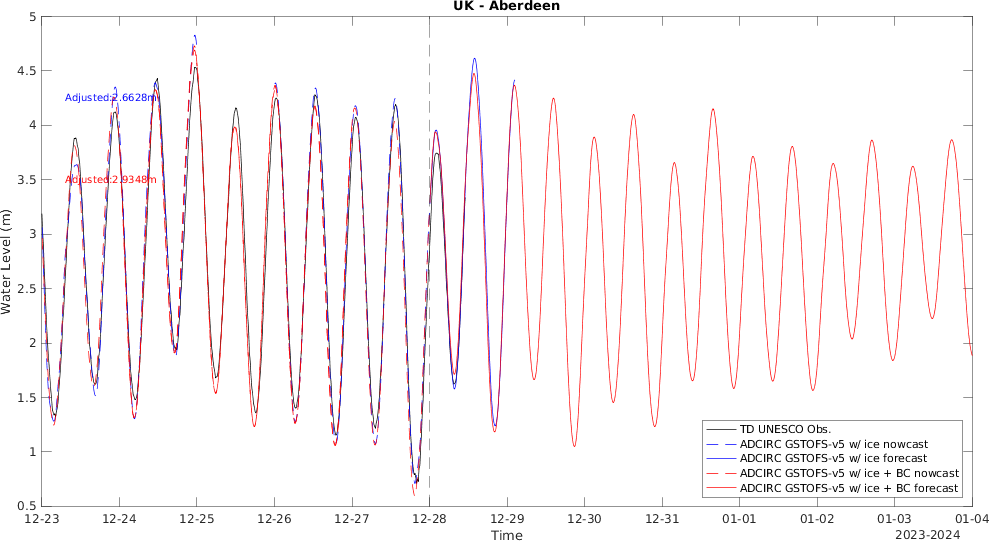 UK - Aberdeen
5
4.5
4
3.5
3
2.5
2
1.5
1
0.5
Water Level (m)
Adjusted:2.6628m
Adjusted:2.9348m
TD UNESCO Obs.
ADCIRC GSTOFS-v5 w/ ice nowcast
ADCIRC GSTOFS-v5 w/ ice forecast
ADCIRC GSTOFS-v5 w/ ice + BC nowcast
ADCIRC GSTOFS-v5 w/ ice + BC forecast
12-23 12-24 12-25 12-26 12-27 12-28 12-29 12-30 12-31 01-01 01-02 01-03 01-04
Time
2023-2024